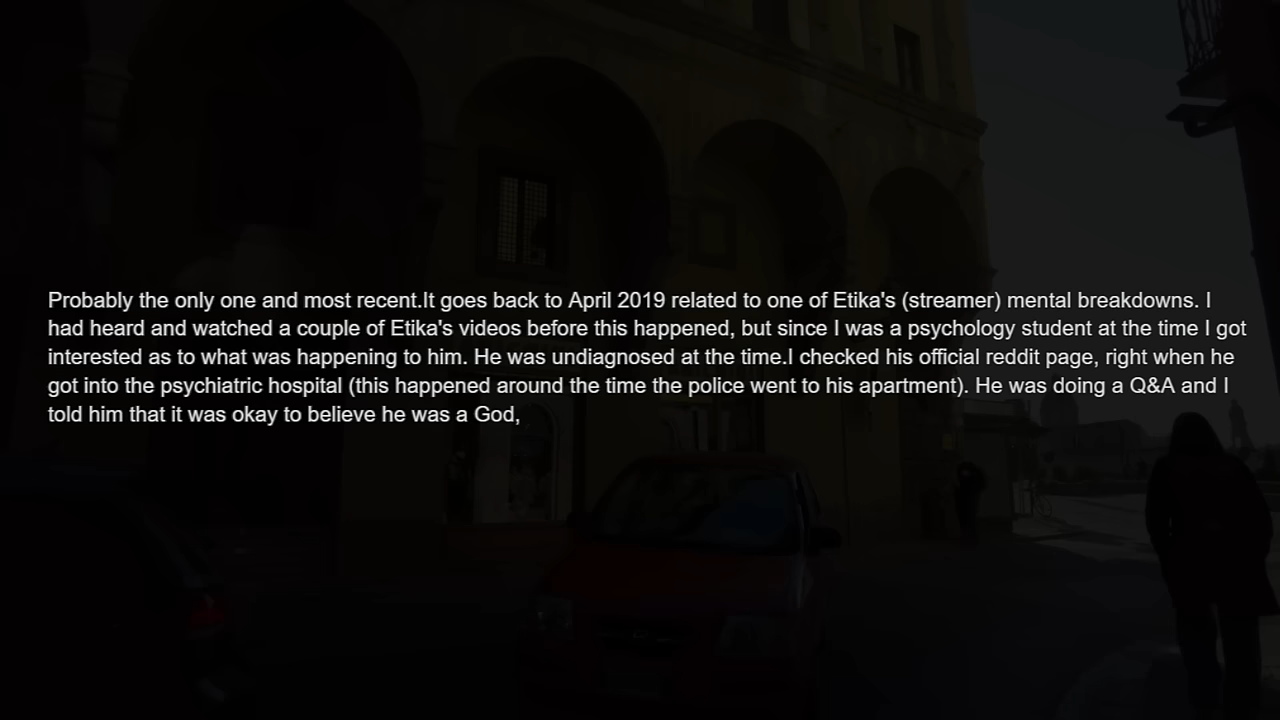 Probably the only one and most recent.It goes back to April 2019 related to one of Etika's (streamer) mental breakdowns. I
had heard and watched a couple of Etika's videos before this happened, but since I was a psychology student at the time I got
interested as to what was happening to him. He was undiagnosed at the time.I checked his official reddit page, right when he
got into the psychiatric hospital (this happened around the time the police went to his apartment). He was doing a Q&A and I
told him that it was okay to believe he was a God,